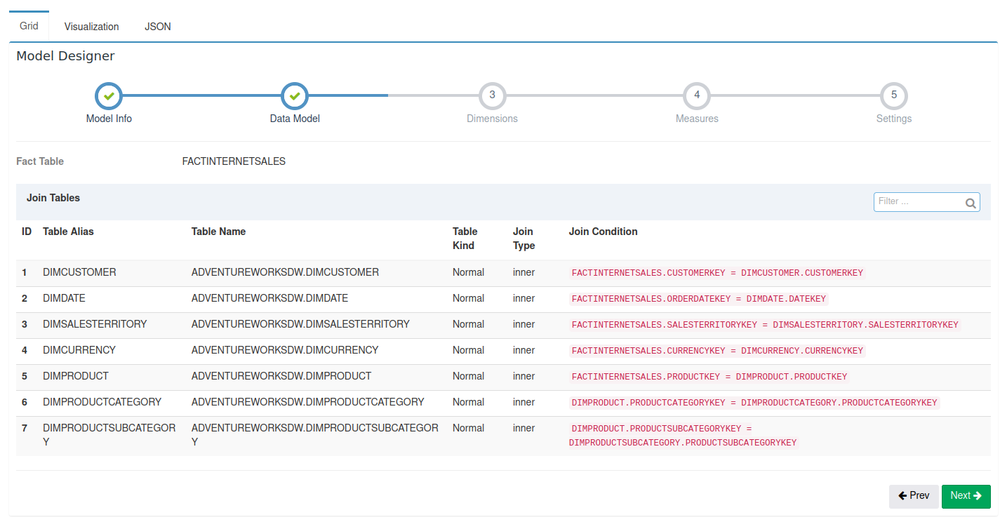 Grid Visualization JSON
Model Designer
3 4 5
Model Info Data Model Dimensions Measures Settings
Fact Table FACTINTERNETSALES
Join Tables Filter ...
ID Table Alias Table Name Table Kind Join Type Join Condition
1 DIMCUSTOMER ADVENTUREWORKSDW.DIMCUSTOMER Normal inner FACTINTERNETSALES.CUSTOMERKEY = DIMCUSTOMER.CUSTOMERKEY
2 DIMDATE ADVENTUREWORKSDW.DIMDATE Normal inner FACTINTERNETSALES.ORDERDATEKEY = DIMDATE.DATEKEY
3 DIMSALESTERRITORY ADVENTUREWORKSDW.DIMSALESTERRITORY Normal inner FACTINTERNETSALES.SALESTERRITORYKEY = DIMSALESTERRITORY.SALESTERRITORYKEY
4 DIMCURRENCY ADVENTUREWORKSDW.DIMCURRENCY Normal inner FACTINTERNETSALES.CURRENCYKEY = DIMCURRENCY.CURRENCYKEY
5 DIMPRODUCT ADVENTUREWORKSDW.DIMPRODUCT Normal inner FACTINTERNETSALES.PRODUCTKEY = DIMPRODUCT.PRODUCTKEY
6 DIMPRODUCTCATEGORY ADVENTUREWORKSDW.DIMPRODUCTCATEGORY Normal inner DIMPRODUCT.PRODUCTCATEGORYKEY = DIMPRODUCTCATEGORY.PRODUCTCATEGORYKEY
7 DIMPRODUCTSUBCATEGOR ADVENTUREWORKSDW.DIMPRODUCTSUBCATEGOR Normal inner DIMPRODUCT.PRODUCTSUBCATEGORYKEY =
Y Y DIMPRODUCTSUBCATEGORY.PRODUCTSUBCATEGORYKEY
Prev Next